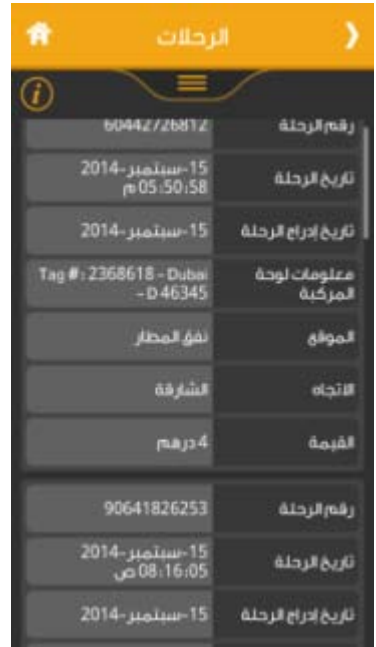 الرحلات
رقم الرحلة 60442726812
تاريخ الرحلة 15-سبتمبر-2014
05:50:58 م
تاريخ إدراج الرحلة 15-سبتمبر-2014
معلومات لوحة Tag #: 2368618 - Dubai
المركبة - D 46345
الموقع نفق المطار
الاتجاه الشارقة
القيمة 4 درهم
رقم الرحلة 90641826253
تاريخ الرحلة 15-سبتمبر-2014
08:16:05 ص
تاريخ إدراج الرحلة 15-سبتمبر-2014